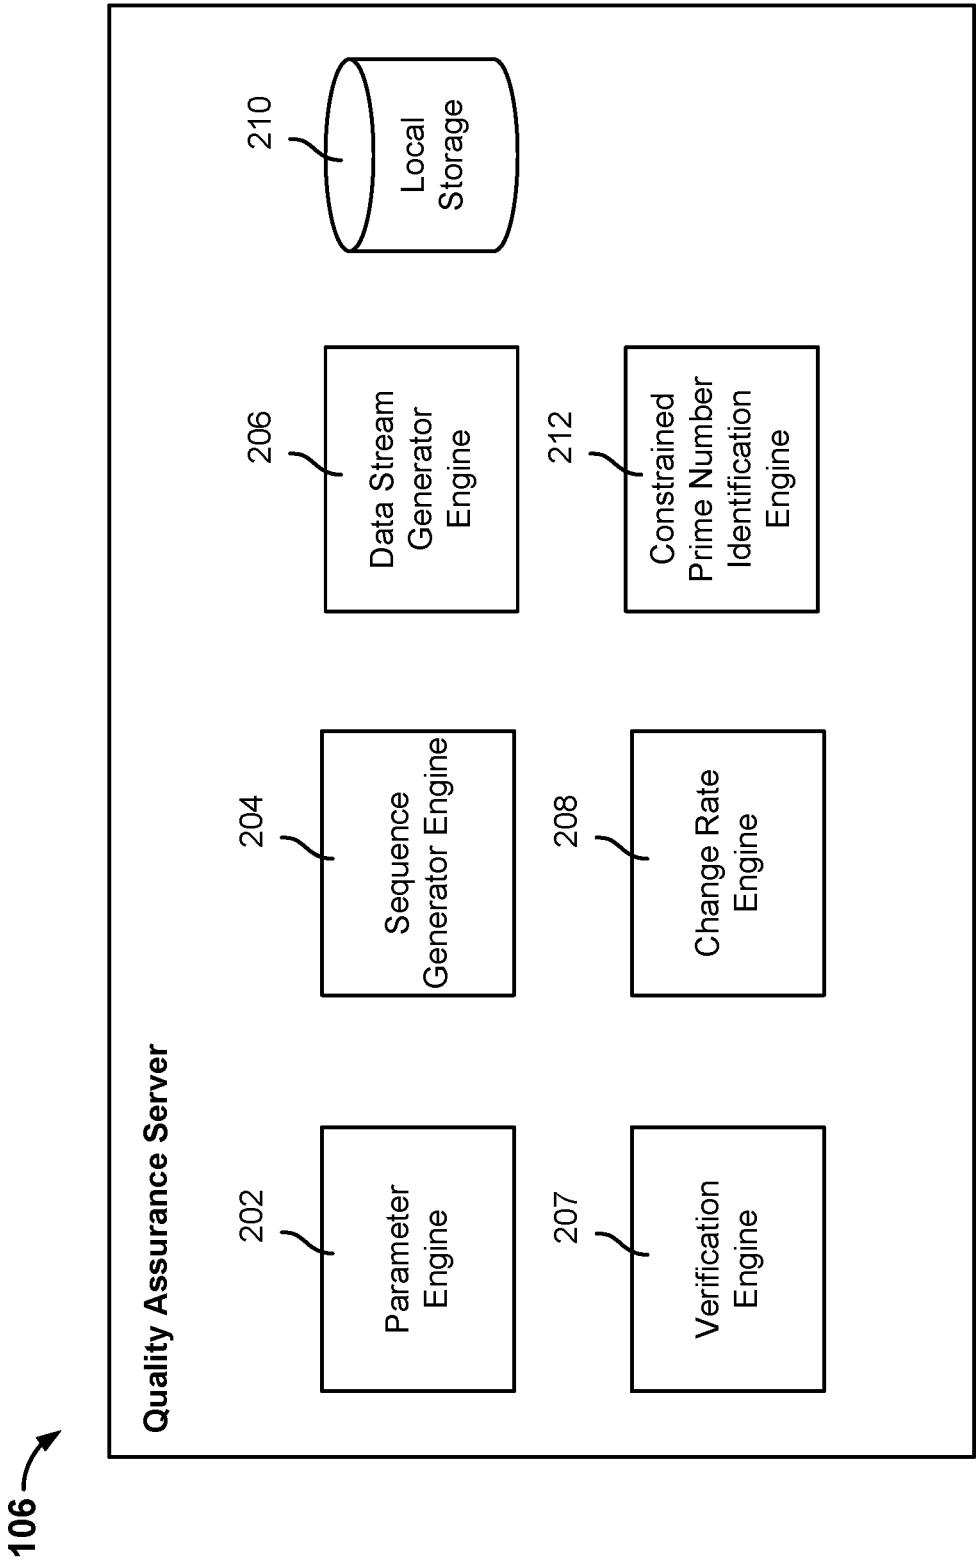 106
Quality Assurance Server
202
Parameter
Engine
204
Sequence
Generator Engine
206
Data Stream
Generator
Engine
210
Local
Storage
207
Verification
Engine
208
Change Rate
Engine
212
Constrained
Prime Number
Identification
Engine